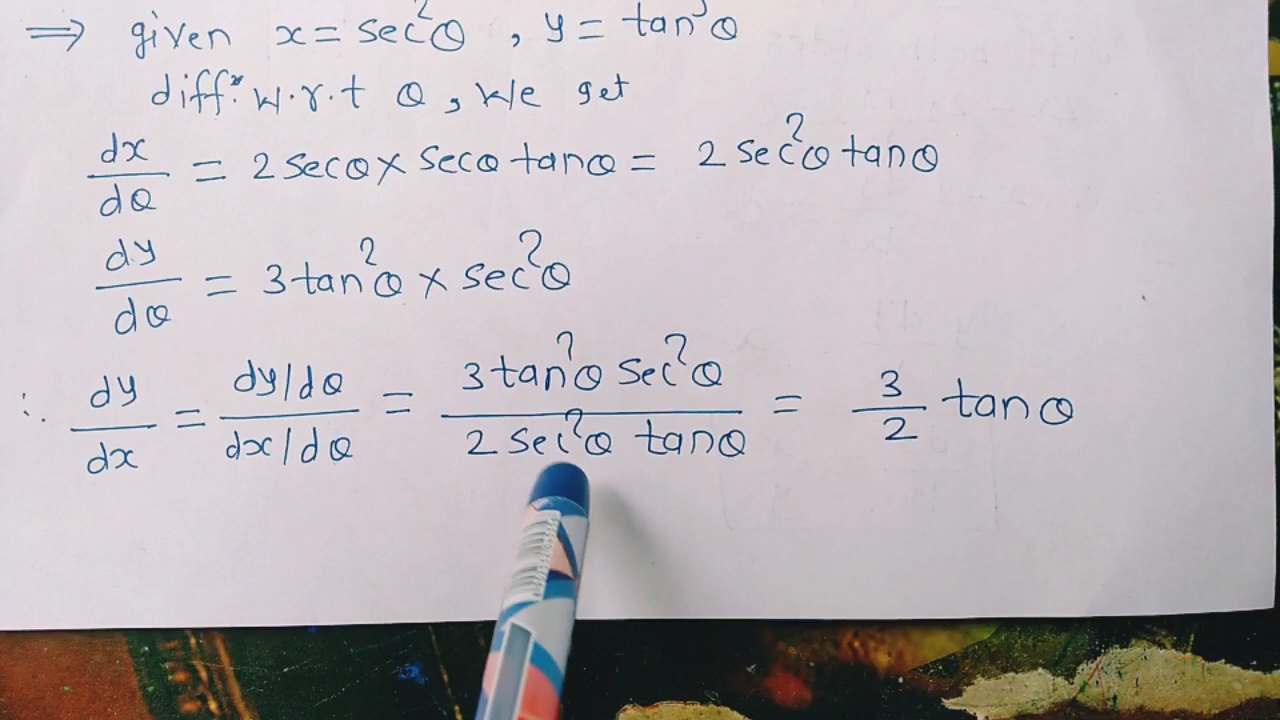 ⇒ given x = sec²θ , y = tan³θ
diff. w.r.t θ, we get
dx/dθ = 2 secθ × secθ tanθ = 2 sec²θ tanθ
dy/dθ = 3 tan²θ × sec²θ
∴ dy/dx = (dy/dθ)/(dx/dθ) = (3 tan²θ sec²θ)/(2 sec²θ tanθ) = 3/2 tanθ